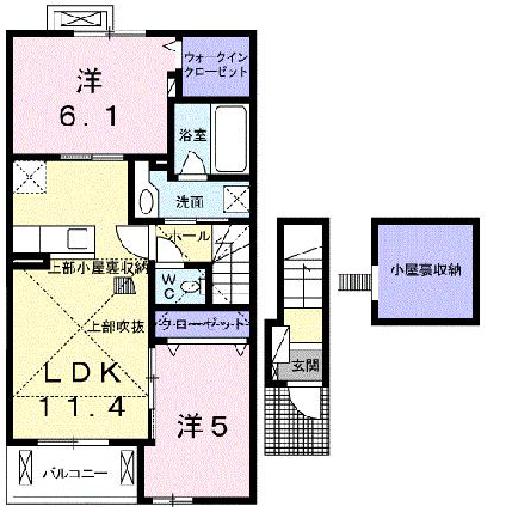 洋
6.1
ウォークイン
クローゼット
浴室
洗面
ホール
上部小屋裏収納
WC
小屋裏収納
上部吹抜
クローゼット
LDK
11.4
玄関
洋5
バルコニー